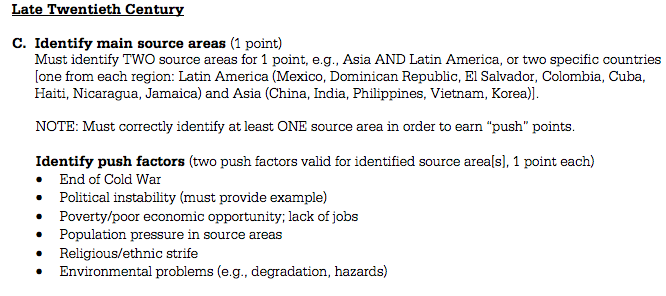 Late Twentieth Century
C. Identify main source areas (1 point)
Must identify TWO source areas for 1 point, e.g., Asia AND Latin America, or two specific countries
[one from each region: Latin America (Mexico, Dominican Republic, El Salvador, Colombia, Cuba,
Haiti, Nicaragua, Jamaica) and Asia (China, India, Philippines, Vietnam, Korea)].
NOTE: Must correctly identify at least ONE source area in order to earn "push" points.
Identify push factors (two push factors valid for identified source area[s], 1 point each)
• End of Cold War
• Political instability (must provide example)
• Poverty/poor economic opportunity; lack of jobs
• Population pressure in source areas
• Religious/ethnic strife
• Environmental problems (e.g., degradation, hazards)